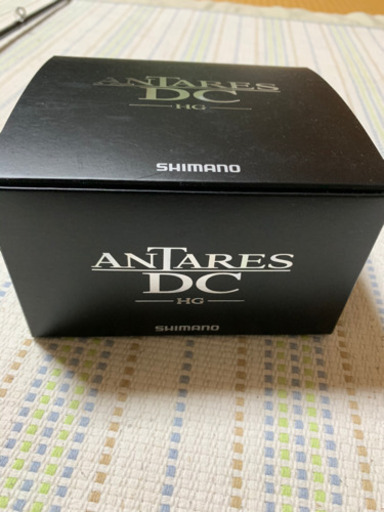 ANTARES
DC
HG
SHIMANO
ANTARES
DC
HG
SHIMANO